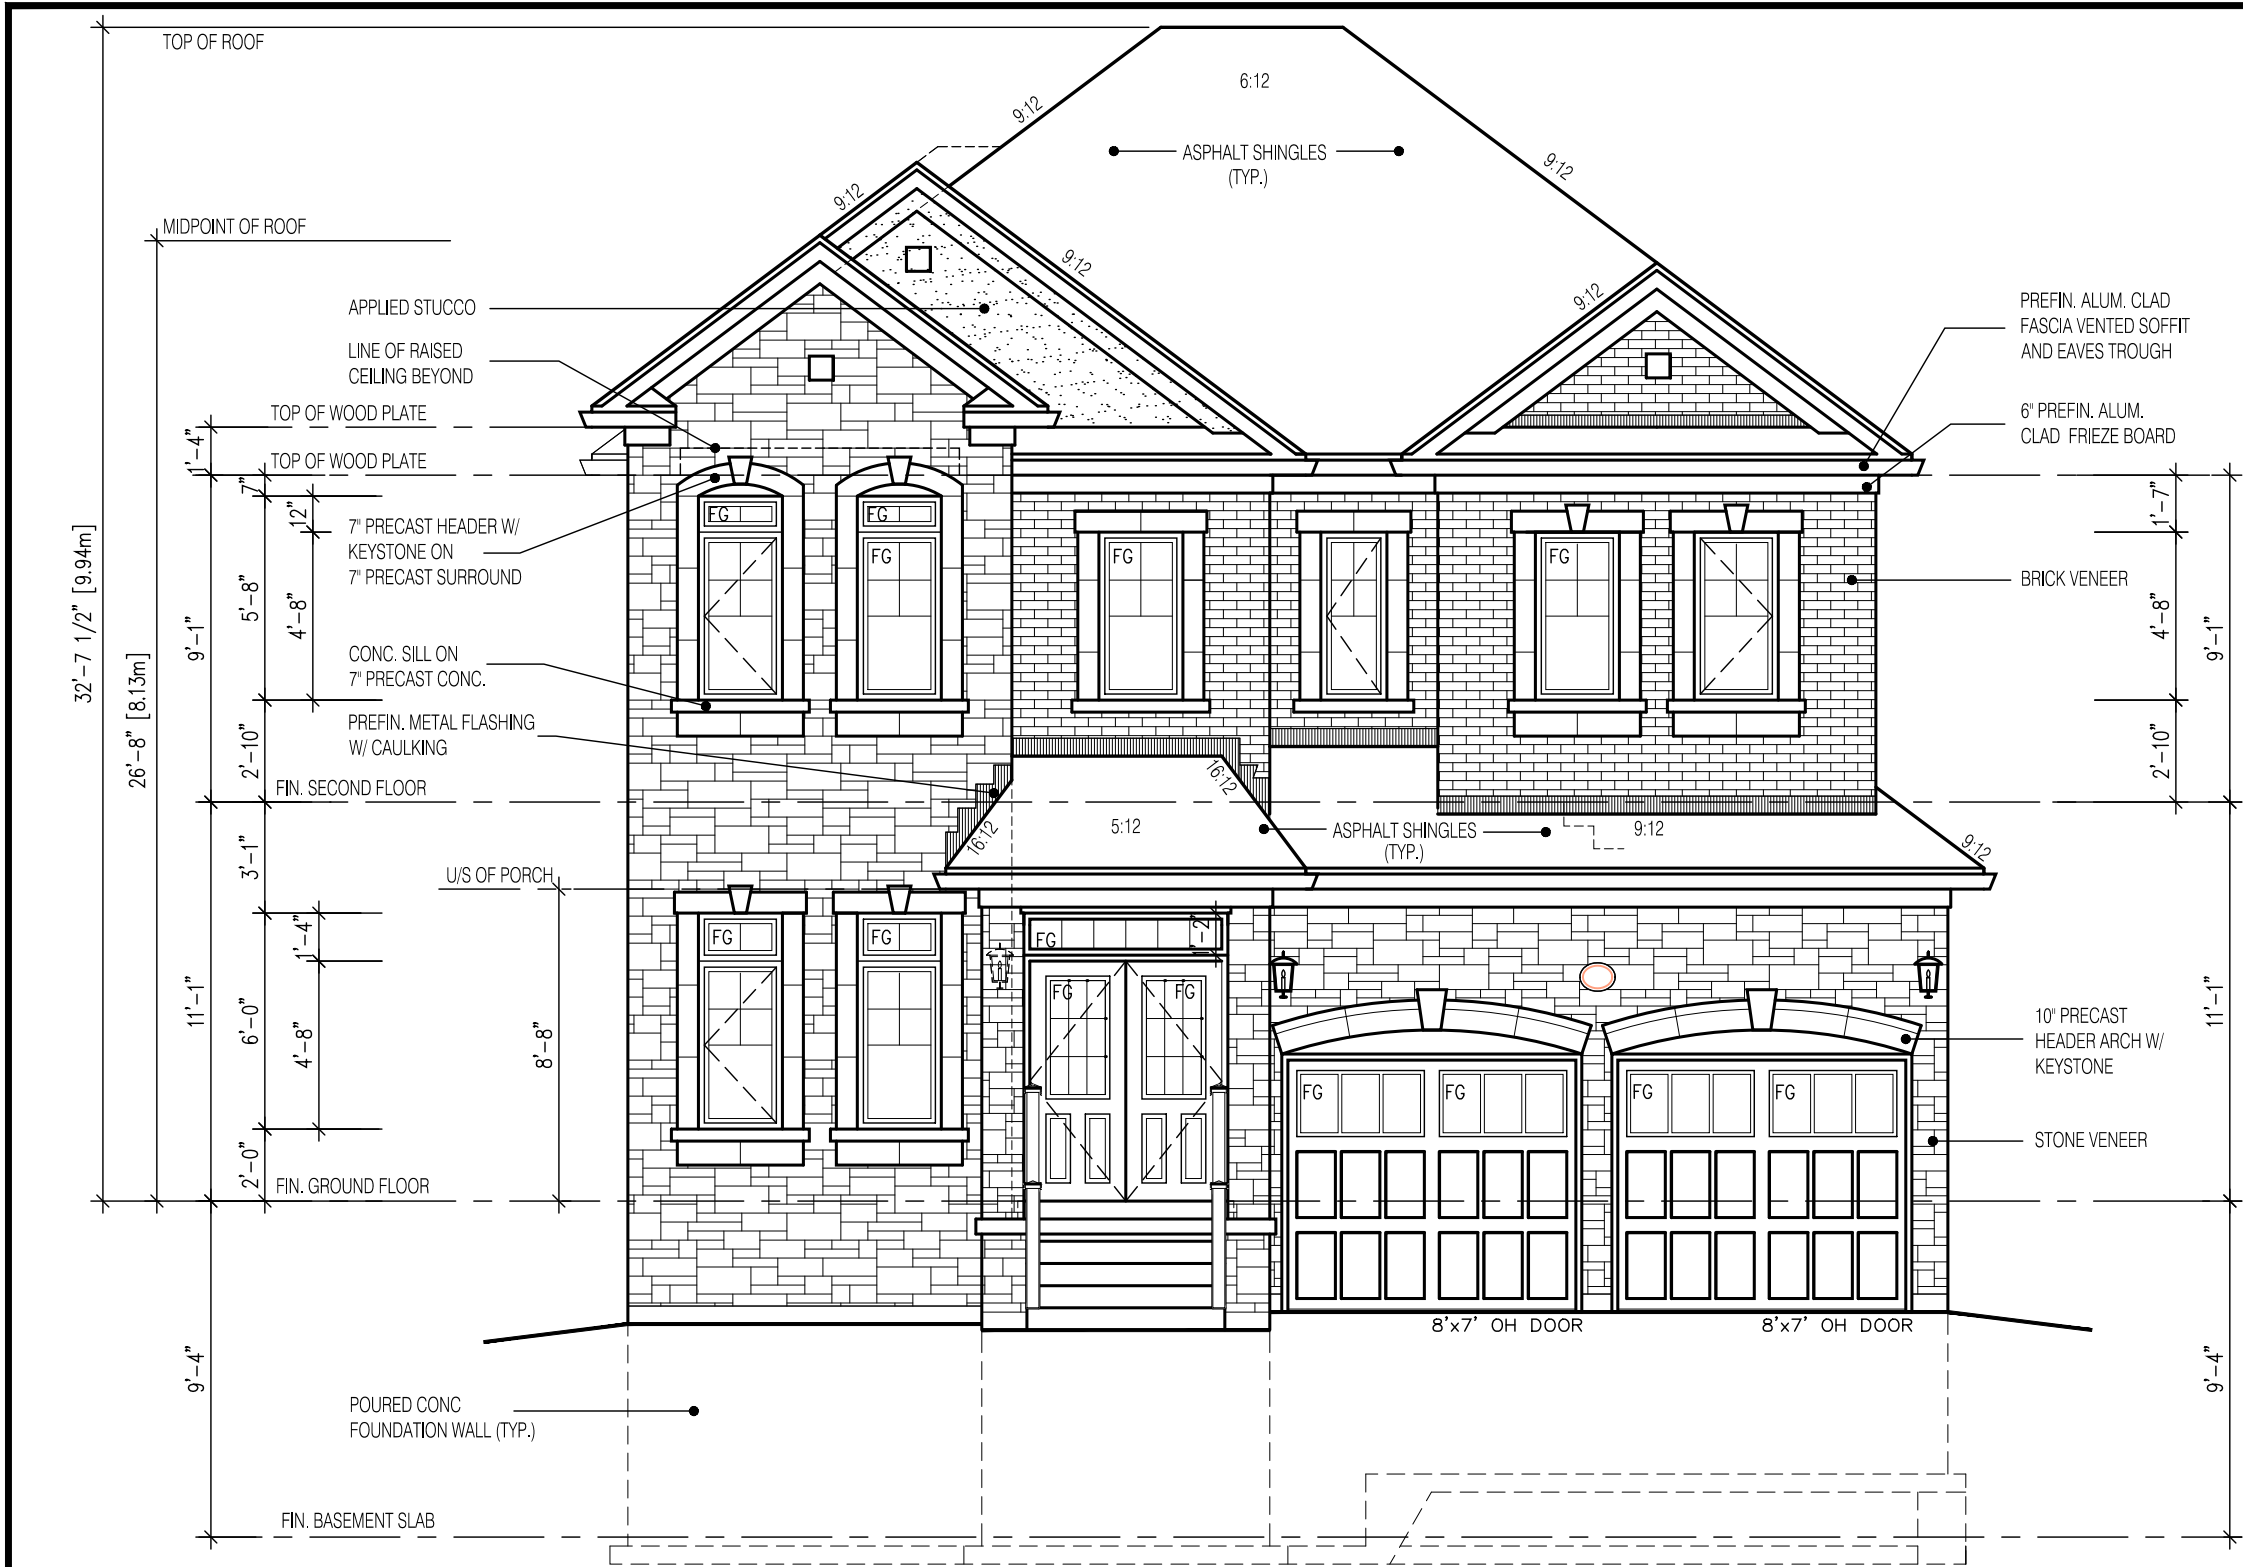 TOP OF ROOF
6:12
9:12
ASPHALT SHINGLES
(TYP.)
9:12
9:12
MIDPOINT OF ROOF
9:12
9:12
APPLIED STUCCO
LINE OF RAISED
CEILING BEYOND
TOP OF WOOD PLATE
1'-4"
TOP OF WOOD PLATE
7"
12"
7" PRECAST HEADER W/
KEYSTONE ON
7" PRECAST SURROUND
5'-8"
4'-8"
9'-1"
32'-7 1/2" [9.94m]
26'-8" [8.13m]
CONC. SILL ON
7" PRECAST CONC.
PREFIN. METAL FLASHING
W/ CAULKING
2'-10"
FIN. SECOND FLOOR
PREFIN. ALUM. CLAD
FASCIA VENTED SOFFIT
AND EAVES TROUGH
6" PREFIN. ALUM.
CLAD FRIEZE BOARD
1'-7"
BRICK VENEER
4'-8"
9'-1"
2'-10"
FG
FG
FG
FG
FG
16:12
16:12
5:12
ASPHALT SHINGLES
(TYP.)
9:12
9:12
3'-1"
U/S OF PORCH
1'-4"
6'-0"
4'-8"
11'-1"
8'-8"
2'-0"
FIN. GROUND FLOOR
FG
FG
FG
1'-2"
FG
FG
FG
FG
FG
FG
11'-1"
10" PRECAST
HEADER ARCH W/
KEYSTONE
STONE VENEER
8'x7' OH DOOR
8'x7' OH DOOR
9'-4"
9'-4"
POURED CONC
FOUNDATION WALL (TYP.)
FIN. BASEMENT SLAB